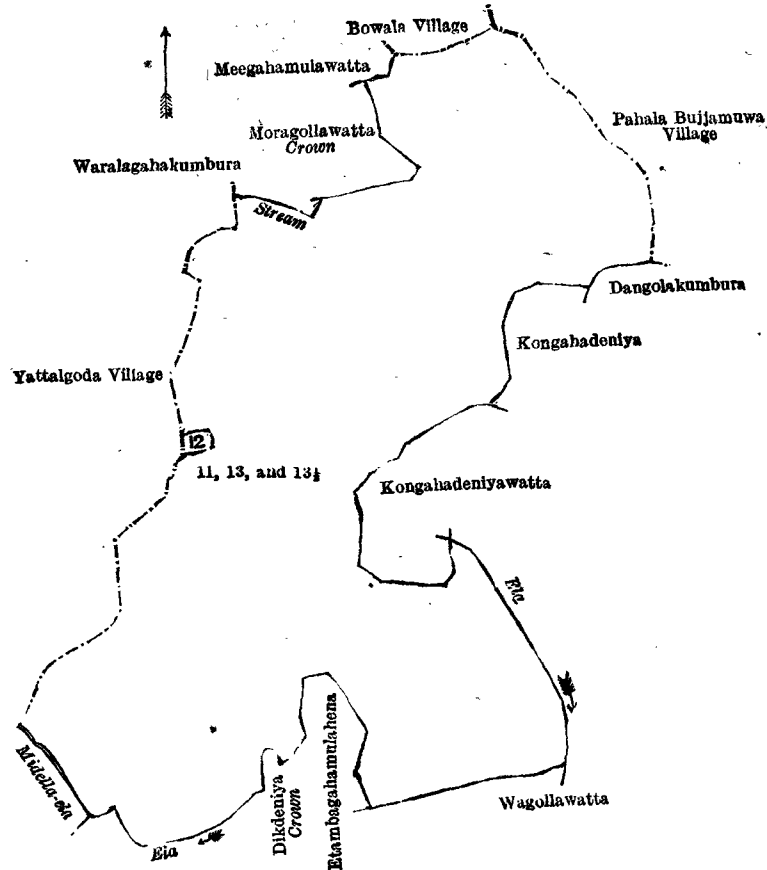 Bowala Village
Meegahamulawatta
Pahala Bujjamuwa
Village
Moragollawatta
Crown
Waralagahakumbura
Stream
Dangolakumbura
Kongahadeniya
Yattalgoda Village
12
11, 13, and 13½
Kongahadeniyawatta
Ela
Midella-ela
Etambagahamulahena
Dikdeniya
Crown
Wagollawatta
Ela